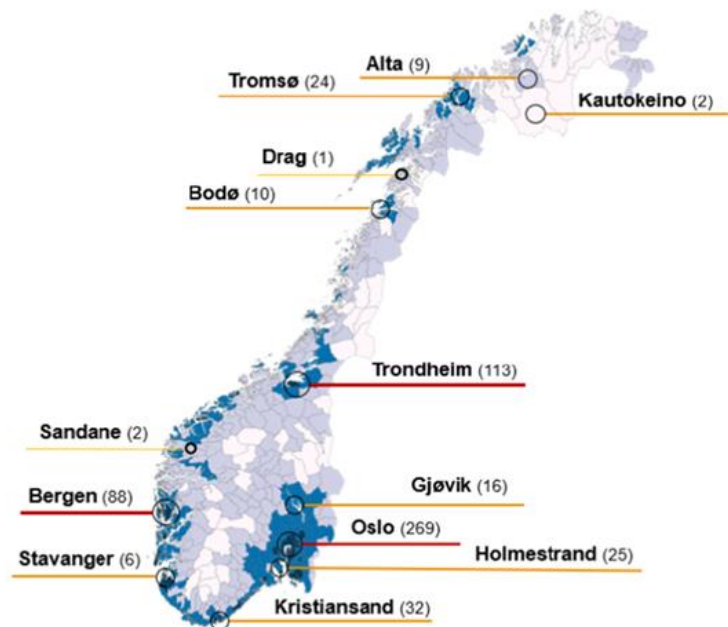 Alta (9)
Tromsø (24)
Kautokeino (2)
Drag (1)
Bodø (10)
Trondheim (113)
Sandane (2)
Gjøvik (16)
Bergen (88)
Oslo (269)
Holmestrand (25)
Stavanger (6)
Kristiansand (32)